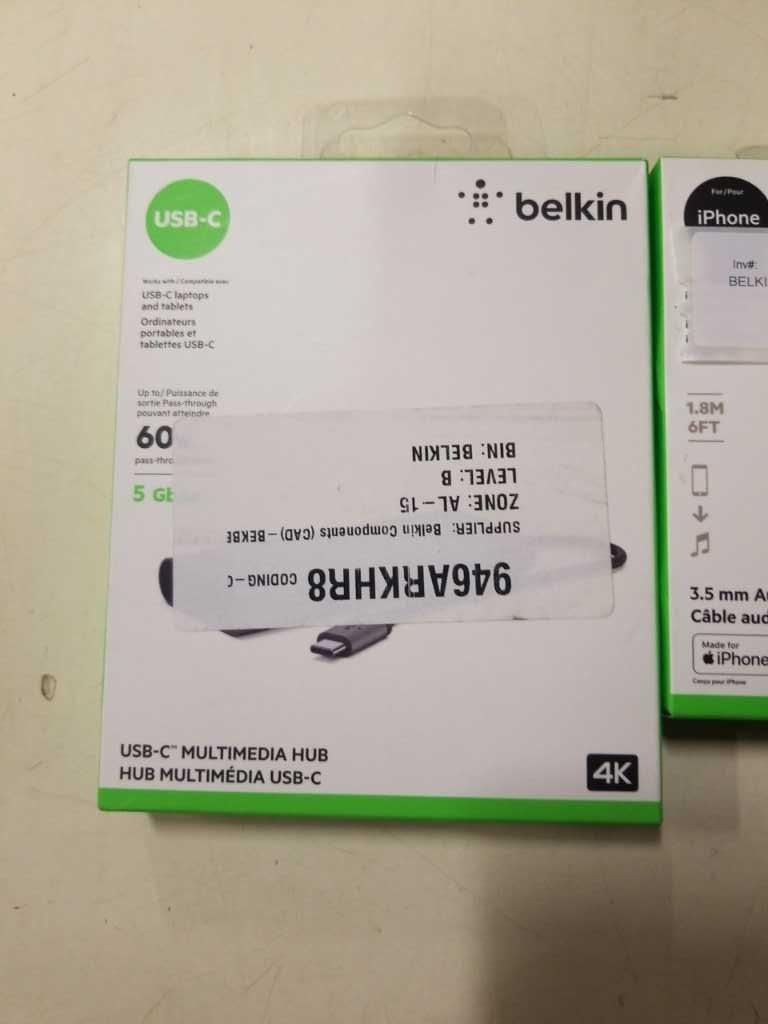 USB-C
belkin
Works with / Compatible avec
USB-C laptops
and tablets
Ordinateurs
portables et
tablettes USB-C
Up to/ Puissance de
sortie Pass-through
pouvant atteindre
60
5
946ARKHR8 CODING-C
SUPPLIER: Belkin Components (CAD) - BEKBE
ZONE: AL-15
LEVEL: B
BIN: BELKIN
USB-C™ MULTIMEDIA HUB
HUB MULTIMÉDIA USB-C
4K
For/Pour
iPhone
Inv#:
BELKI
1.8M
6FT
3.5 mm
Câble
Made for
iPhone
Conçu pour iPhone